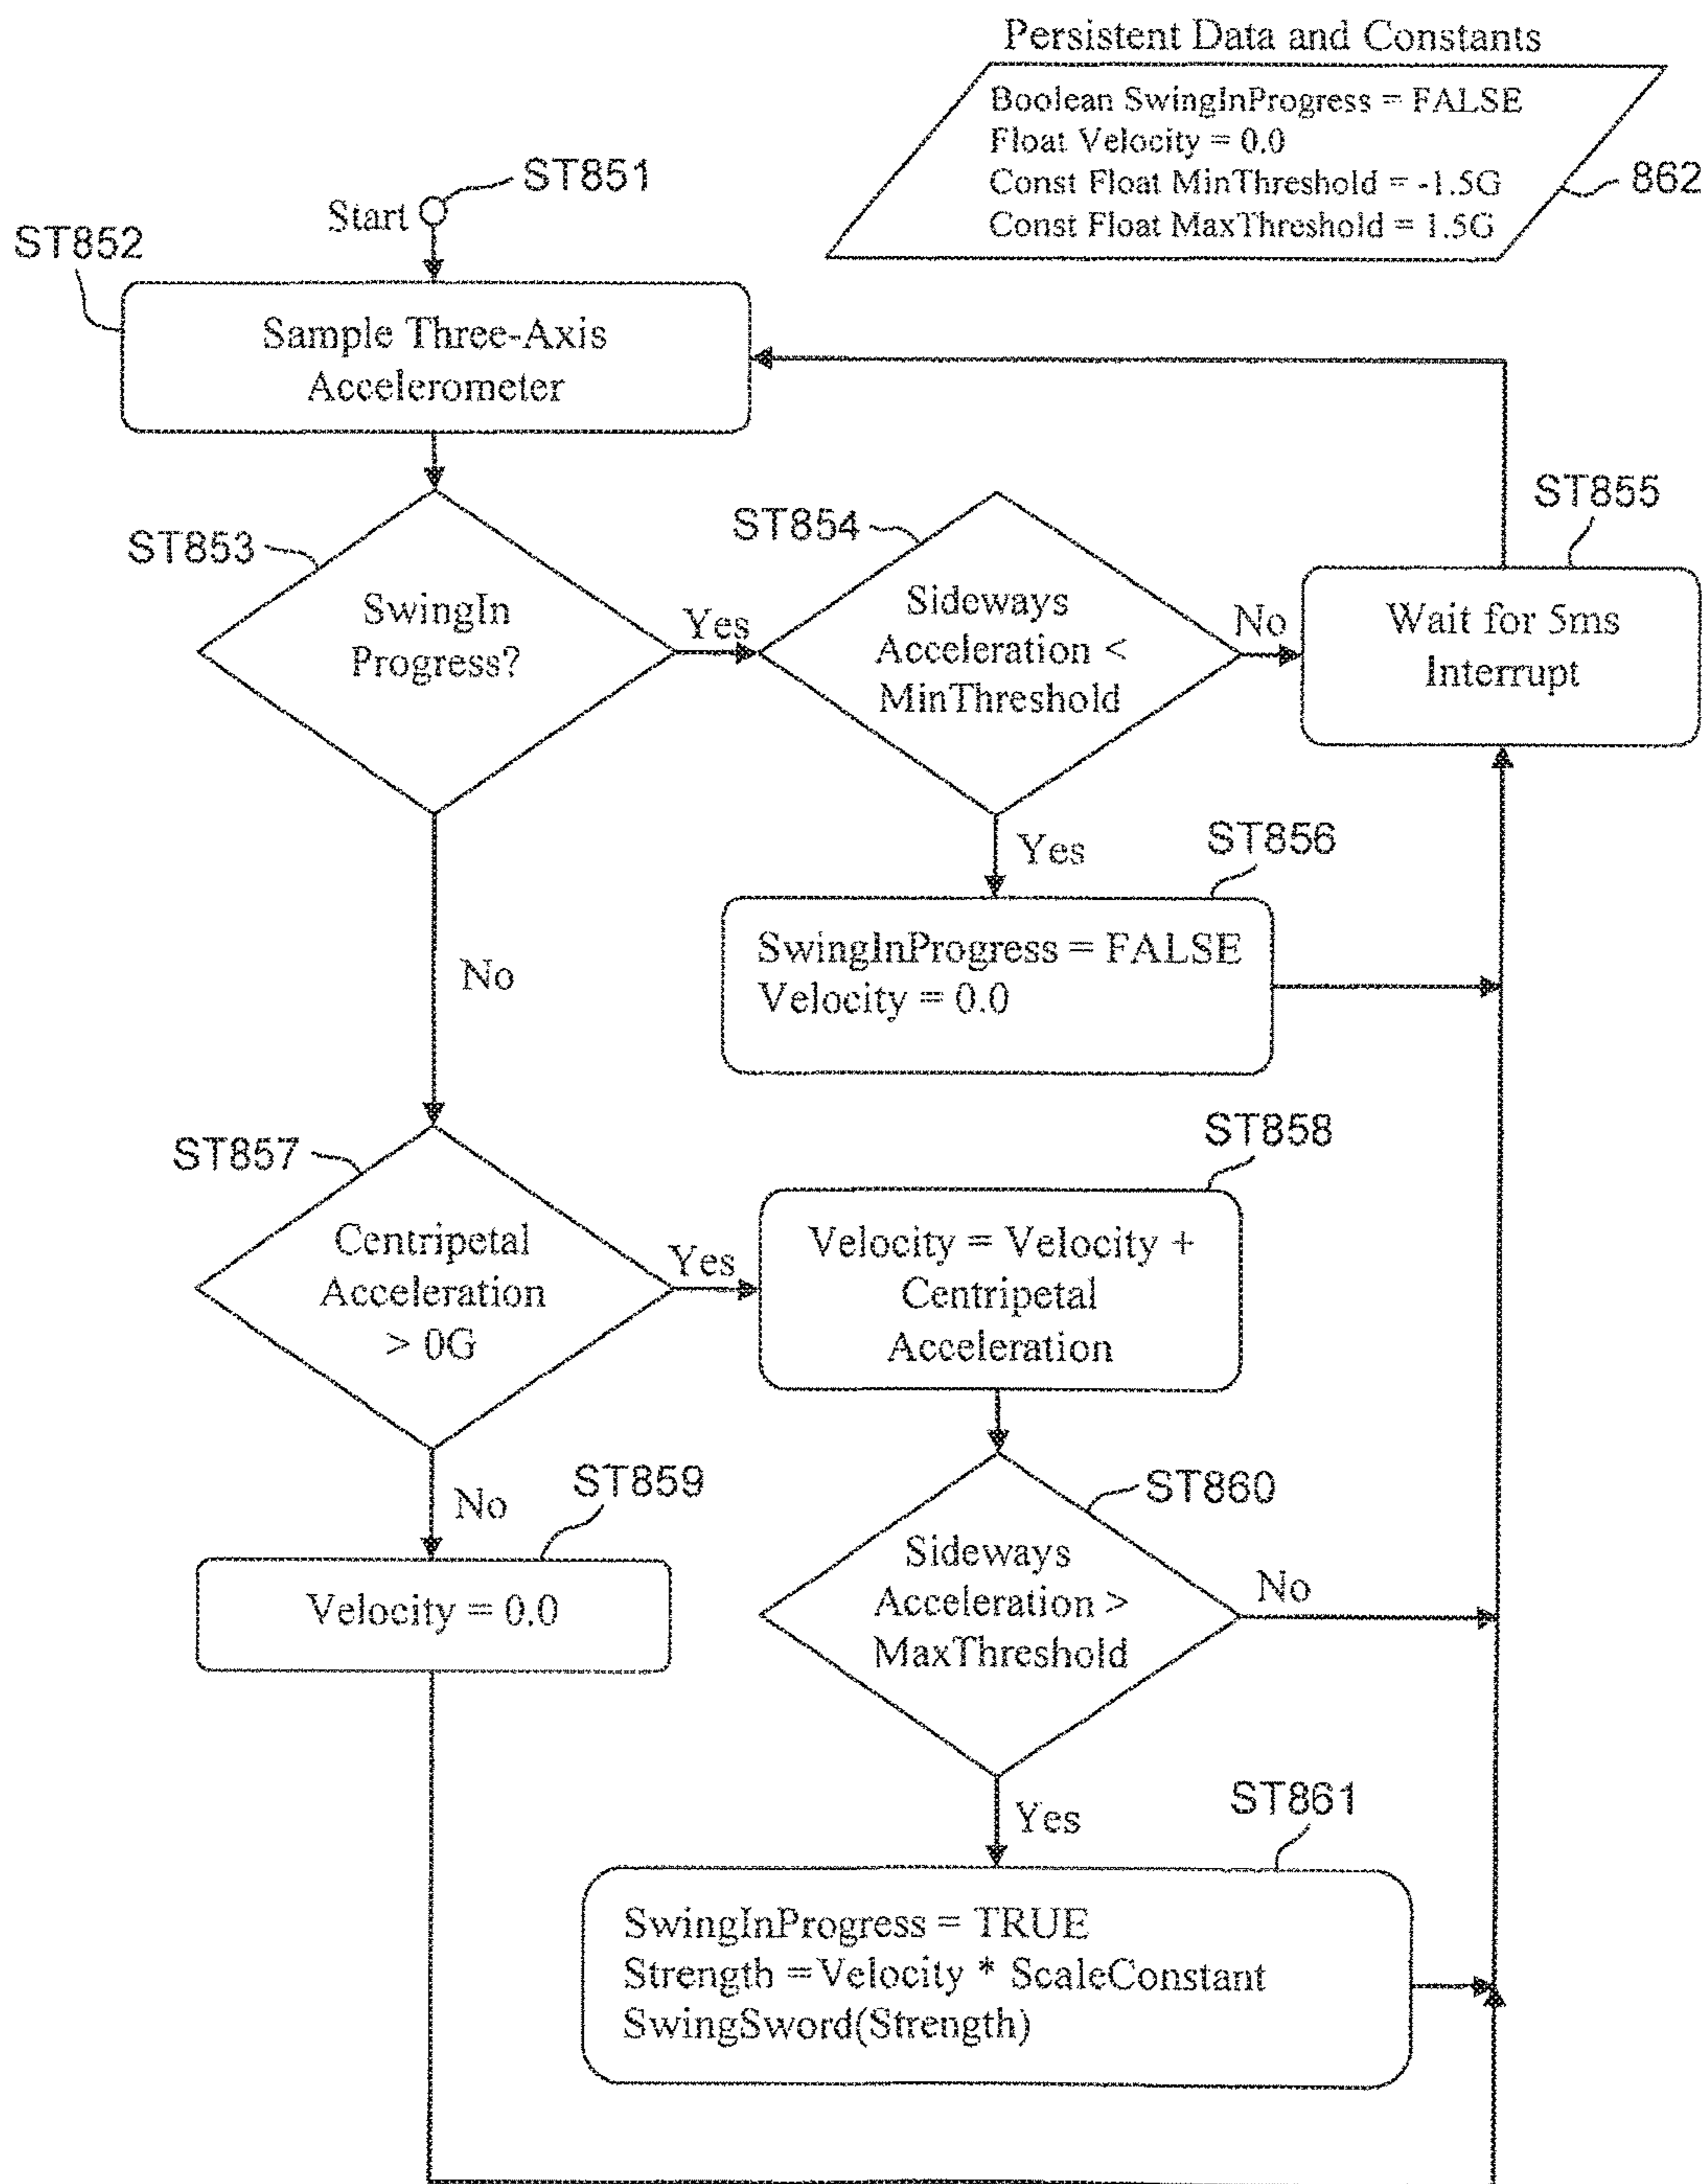 Persistent Data and Constants
Boolean SwingInProgress = FALSE
Float Velocity = 0.0
Const Float MinThreshold = -1.5G
Const Float MaxThreshold = 1.5G
862
ST851
Start
ST852
Sample Three-Axis
Accelerometer
ST853
SwingIn
Progress?
Yes
ST854
Sideways
Acceleration <
MinThreshold
No
ST855
Wait for 5ms
Interrupt
Yes
ST856
SwingInProgress = FALSE
Velocity = 0.0
No
ST857
Centripetal
Acceleration
> 0G
Yes
ST858
Velocity = Velocity +
Centripetal
Acceleration
No
ST859
Velocity = 0.0
ST860
Sideways
Acceleration >
MaxThreshold
No
Yes
ST861
SwingInProgress = TRUE
Strength =Velocity * ScaleConstant
SwingSword(Strength)